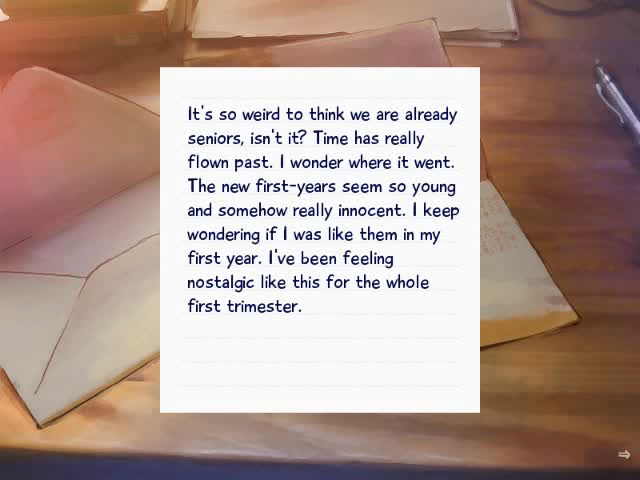 It's so weird to think we are already
seniors, isn't it? Time has really
flown past. I wonder where it went.
The new first-years seem so young
and somehow really innocent. I keep
wondering if I was like them in my
first year. I've been feeling
nostalgic like this for the whole
first trimester.